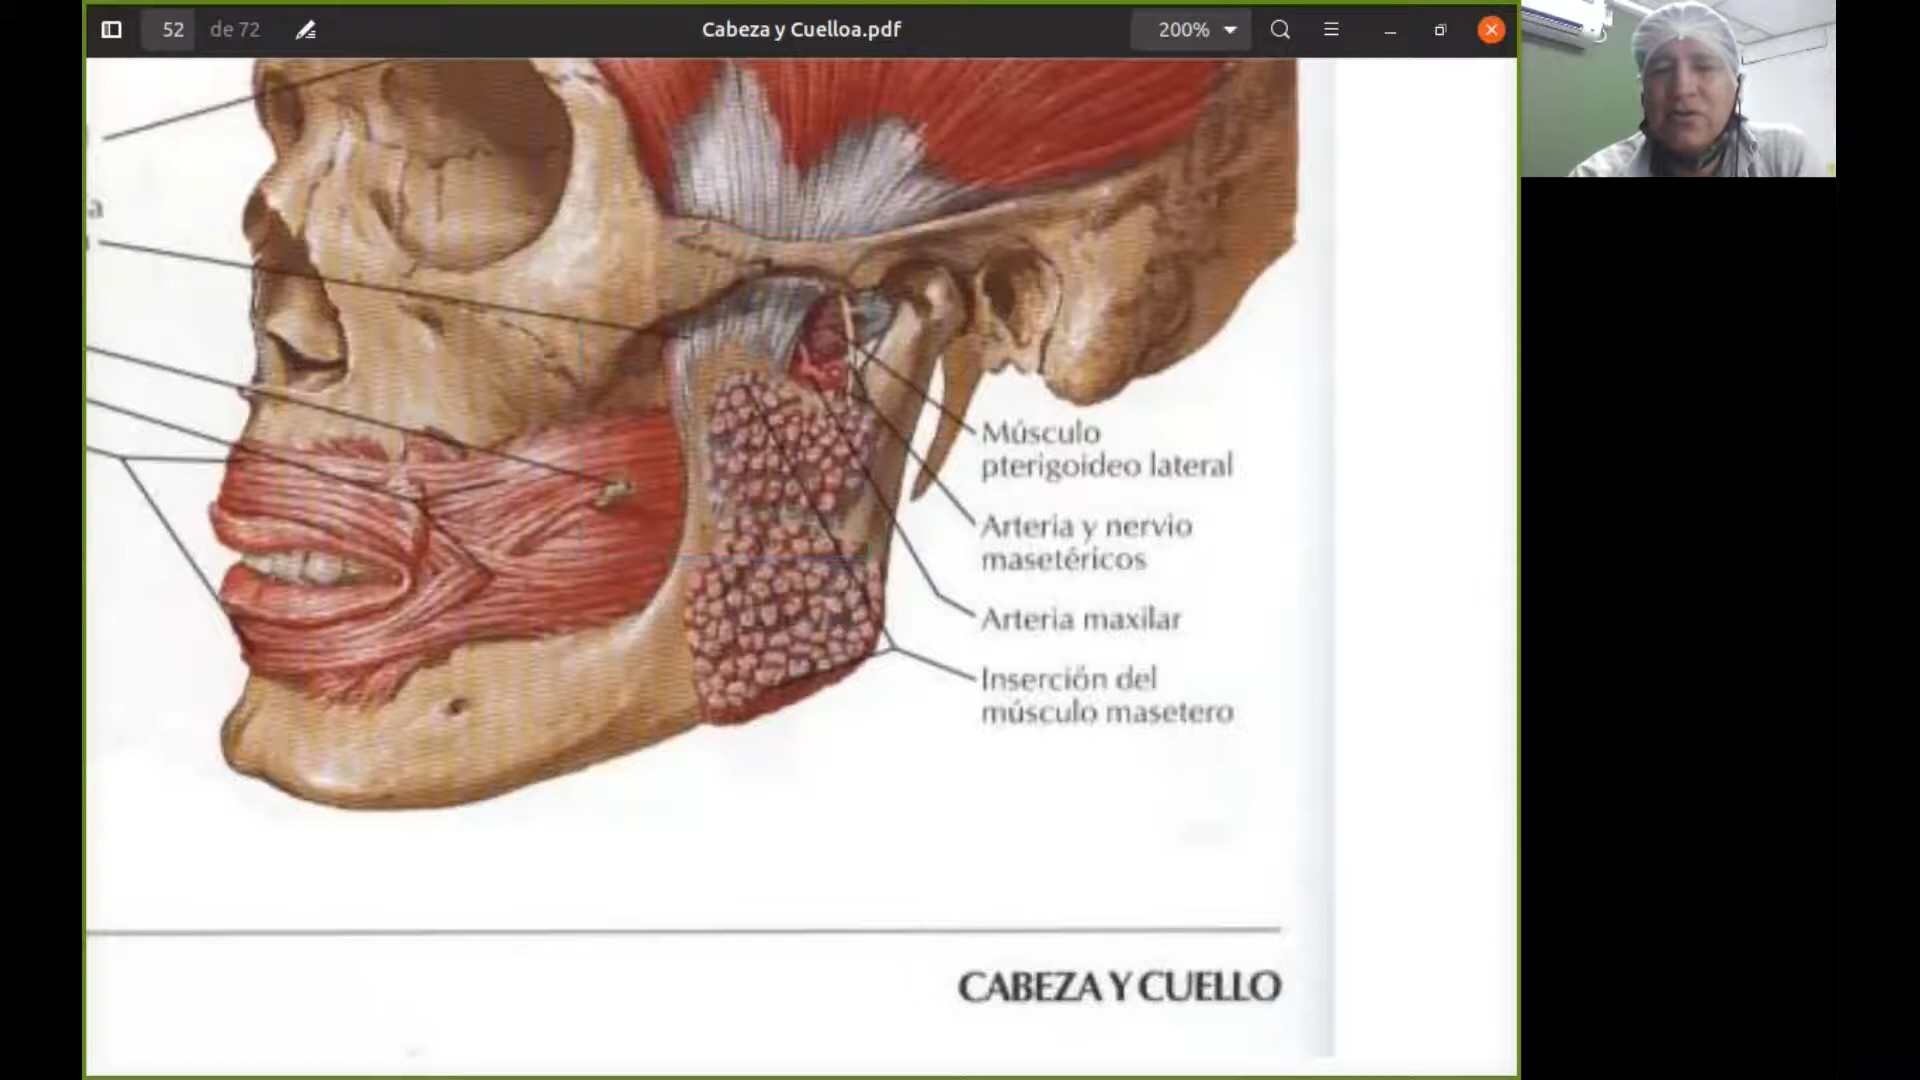 52 de 72
Cabeza y Cuelloa.pdf
200%
a
Músculo
pterigoideo lateral
Arteria y nervio
masetéricos
Arteria maxilar
Inserción del
músculo masetero
CABEZA Y CUELLO